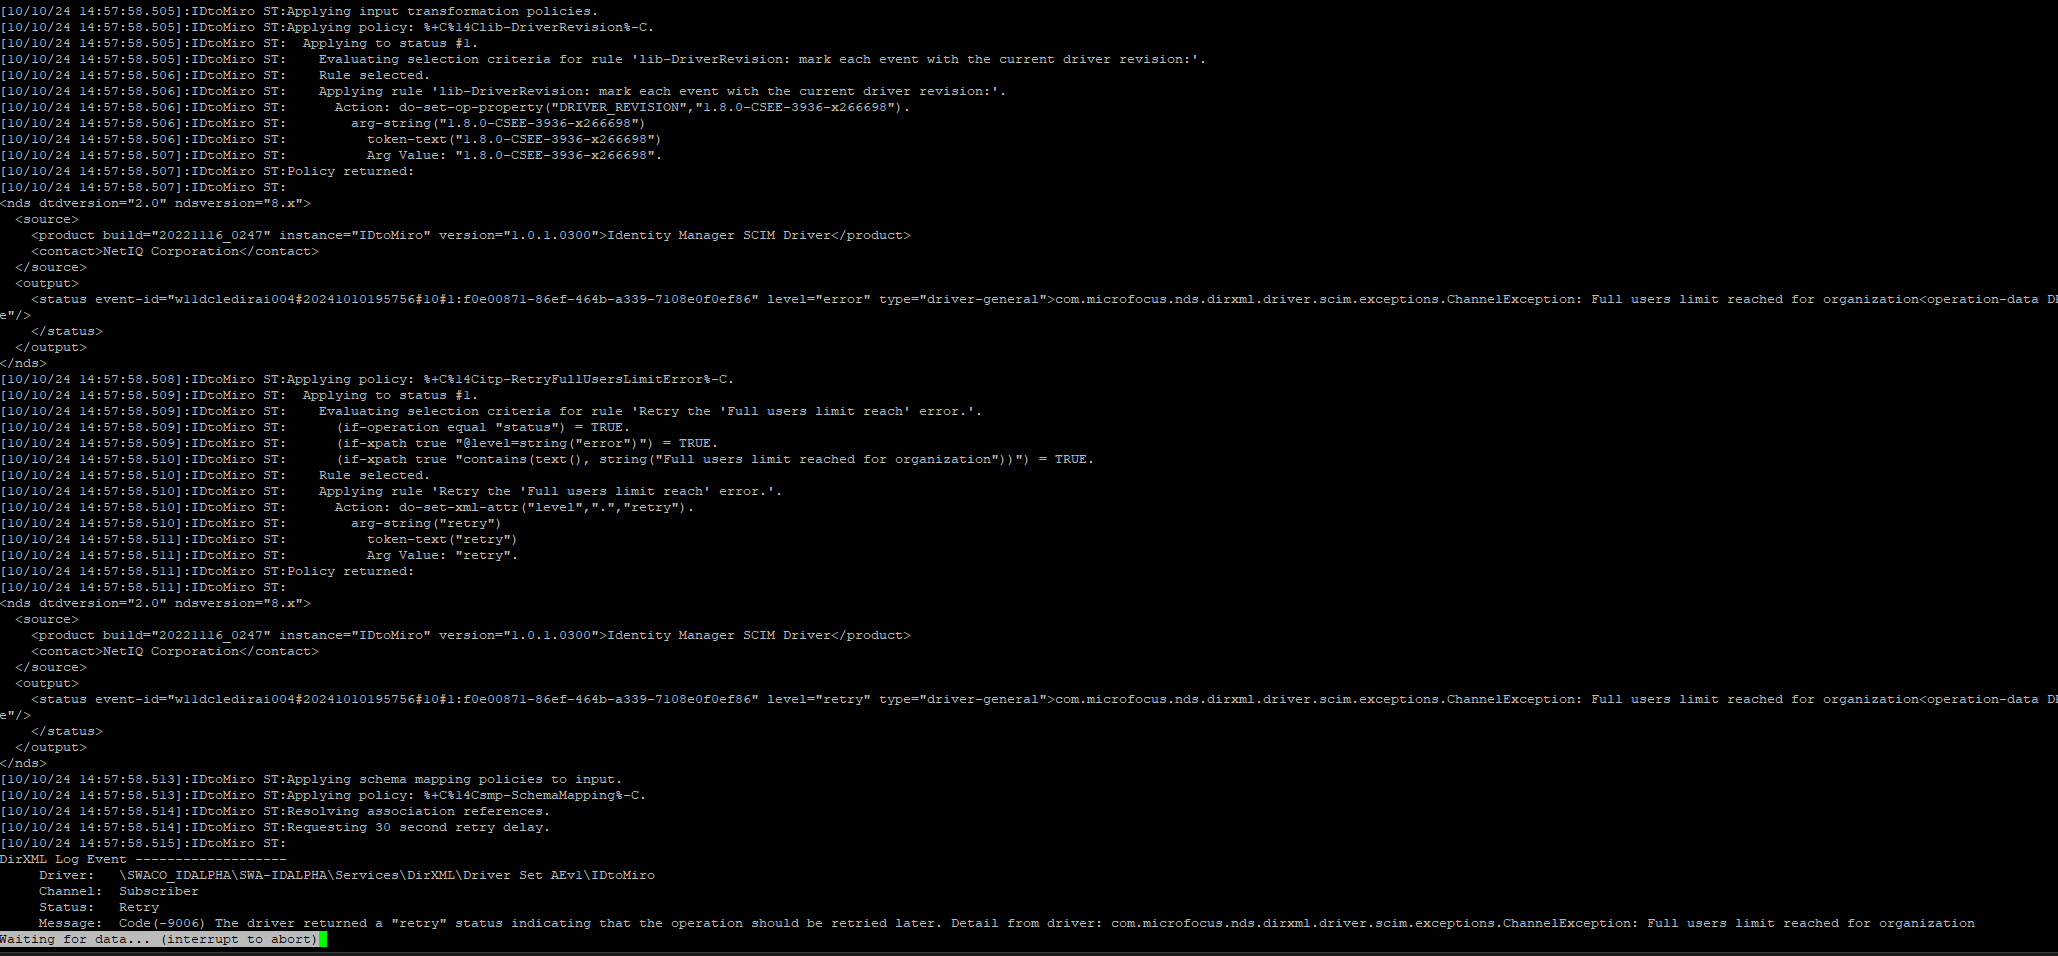 [10/10/24 14:57:58.505]:IDtoMiro ST:Applying input transformation policies.
[10/10/24 14:57:58.505]:IDtoMiro ST:Applying policy: %+C%14Clib-DriverRevision%-C.
[10/10/24 14:57:58.505]:IDtoMiro ST:  Applying to status #1.
[10/10/24 14:57:58.505]:IDtoMiro ST:    Evaluating selection criteria for rule 'lib-DriverRevision: mark each event with the current driver revision:'.
[10/10/24 14:57:58.506]:IDtoMiro ST:    Rule selected.
[10/10/24 14:57:58.506]:IDtoMiro ST:    Applying rule 'lib-DriverRevision: mark each event with the current driver revision:'.
[10/10/24 14:57:58.506]:IDtoMiro ST:      Action: do-set-op-property("DRIVER_REVISION","1.8.0-CSEE-3936-x266698").
[10/10/24 14:57:58.506]:IDtoMiro ST:        arg-string("1.8.0-CSEE-3936-x266698")
[10/10/24 14:57:58.506]:IDtoMiro ST:          token-text("1.8.0-CSEE-3936-x266698")
[10/10/24 14:57:58.507]:IDtoMiro ST:          Arg Value: "1.8.0-CSEE-3936-x266698".
[10/10/24 14:57:58.507]:IDtoMiro ST:Policy returned:
[10/10/24 14:57:58.507]:IDtoMiro ST:
<nds dtdversion="2.0" ndsversion="8.x">
  <source>
    <product build="20221116_0247" instance="IDtoMiro" version="1.0.1.0300">Identity Manager SCIM Driver</product>
    <contact>NetIQ Corporation</contact>
  </source>
  <output>
    <status event-id="w11dcledirai004#20241010195756#10#1:f0e00871-86ef-464b-a339-7108e0f0ef86" level="error" type="driver-general">com.microfocus.nds.dirxml.driver.scim.exceptions.ChannelException: Full users limit reached for organization<operation-data D
e"/>
    </status>
  </output>
</nds>
[10/10/24 14:57:58.508]:IDtoMiro ST:Applying policy: %+C%14Citp-RetryFullUsersLimitError%-C.
[10/10/24 14:57:58.509]:IDtoMiro ST:  Applying to status #1.
[10/10/24 14:57:58.509]:IDtoMiro ST:    Evaluating selection criteria for rule 'Retry the 'Full users limit reach' error.'.
[10/10/24 14:57:58.509]:IDtoMiro ST:      (if-operation equal "status") = TRUE.
[10/10/24 14:57:58.509]:IDtoMiro ST:      (if-xpath true "@level=string("error")") = TRUE.
[10/10/24 14:57:58.510]:IDtoMiro ST:      (if-xpath true "contains(text(), string("Full users limit reached for organization"))") = TRUE.
[10/10/24 14:57:58.510]:IDtoMiro ST:    Rule selected.
[10/10/24 14:57:58.510]:IDtoMiro ST:    Applying rule 'Retry the 'Full users limit reach' error.'.
[10/10/24 14:57:58.510]:IDtoMiro ST:      Action: do-set-xml-attr("level",".","retry").
[10/10/24 14:57:58.510]:IDtoMiro ST:        arg-string("retry")
[10/10/24 14:57:58.511]:IDtoMiro ST:          token-text("retry")
[10/10/24 14:57:58.511]:IDtoMiro ST:          Arg Value: "retry".
[10/10/24 14:57:58.511]:IDtoMiro ST:Policy returned:
[10/10/24 14:57:58.511]:IDtoMiro ST:
<nds dtdversion="2.0" ndsversion="8.x">
  <source>
    <product build="20221116_0247" instance="IDtoMiro" version="1.0.1.0300">Identity Manager SCIM Driver</product>
    <contact>NetIQ Corporation</contact>
  </source>
  <output>
    <status event-id="w11dcledirai004#20241010195756#10#1:f0e00871-86ef-464b-a339-7108e0f0ef86" level="retry" type="driver-general">com.microfocus.nds.dirxml.driver.scim.exceptions.ChannelException: Full users limit reached for organization<operation-data D
e"/>
    </status>
  </output>
</nds>
[10/10/24 14:57:58.513]:IDtoMiro ST:Applying schema mapping policies to input.
[10/10/24 14:57:58.513]:IDtoMiro ST:Applying policy: %+C%14Csmp-SchemaMapping%-C.
[10/10/24 14:57:58.514]:IDtoMiro ST:Resolving association references.
[10/10/24 14:57:58.514]:IDtoMiro ST:Requesting 30 second retry delay.
[10/10/24 14:57:58.515]:IDtoMiro ST:
DirXML Log Event -------------------
     Driver:   \SWACO_IDALPHA\SWA-IDALPHA\Services\DirXML\Driver Set AEv1\IDtoMiro
     Channel:  Subscriber
     Status:   Retry
     Message:  Code(-9006) The driver returned a "retry" status indicating that the operation should be retried later. Detail from driver: com.microfocus.nds.dirxml.driver.scim.exceptions.ChannelException: Full users limit reached for organization
Waiting for data... (interrupt to abort)